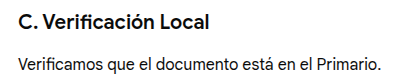 C. Verificación Local
Verificamos que el documento está en el Primario.